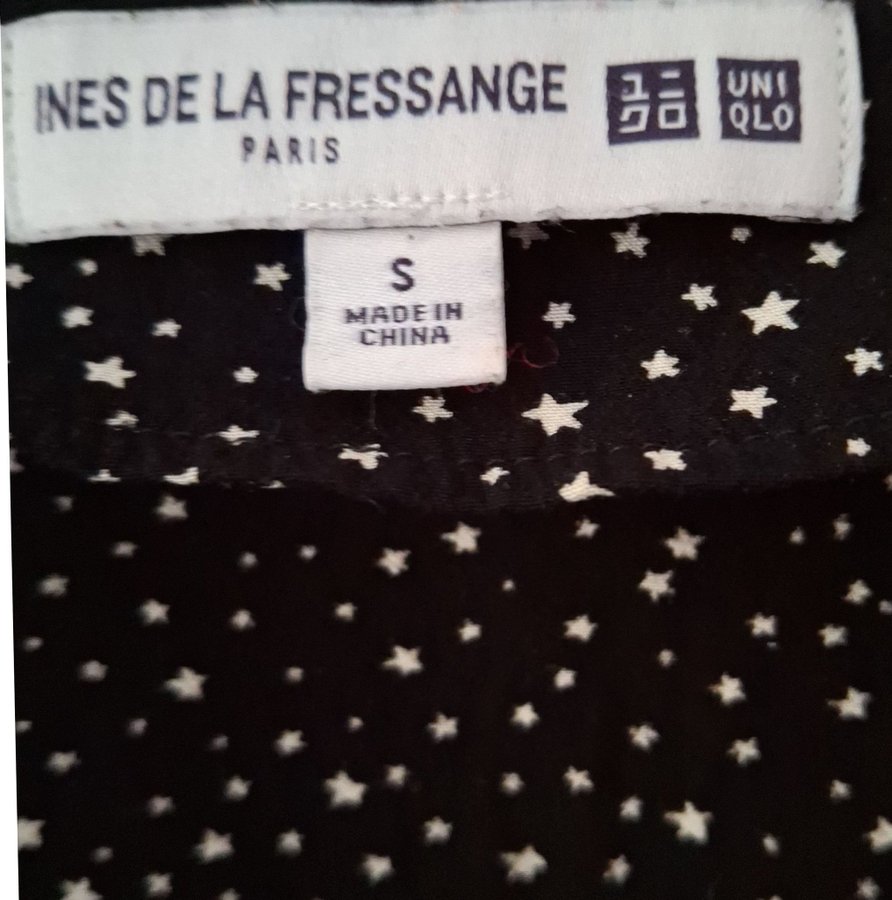 INES DE LA FRESSANGE
PARIS
ユニ
クロ
UNI
QLO
S
MADE IN
CHINA